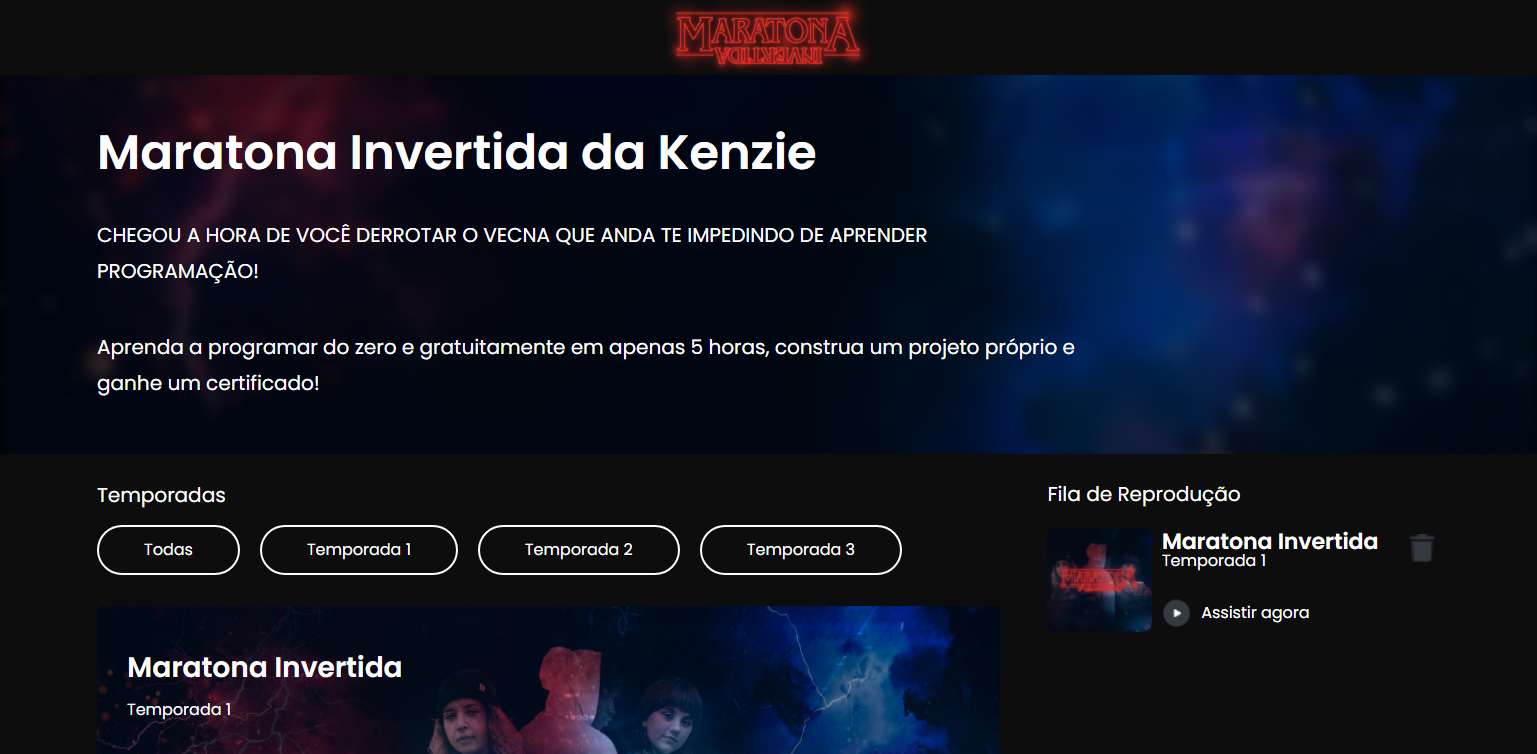 MARATONA
INVERTIDA
Maratona Invertida da Kenzie
CHEGOU A HORA DE VOCÊ DERROTAR O VECNA QUE ANDA TE IMPEDINDO DE APRENDER
PROGRAMAÇÃO!
Aprenda a programar do zero e gratuitamente em apenas 5 horas, construa um projeto próprio e
ganhe um certificado!
Temporadas
Todas
Temporada 1
Temporada 2
Temporada 3
Maratona Invertida
Temporada 1
Fila de Reprodução
MARATONA
Maratona Invertida
Temporada 1
Assistir agora